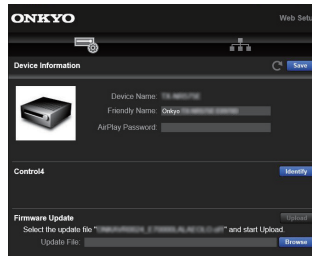 ONKYO
Web Setu
Device Information
Save
Device Name:
Friendly Name: Onkyo
AirPlay Password:
Control4
Identify
Firmware Update
Upload
Select the update file " " and start Upload.
Update File:
Browse